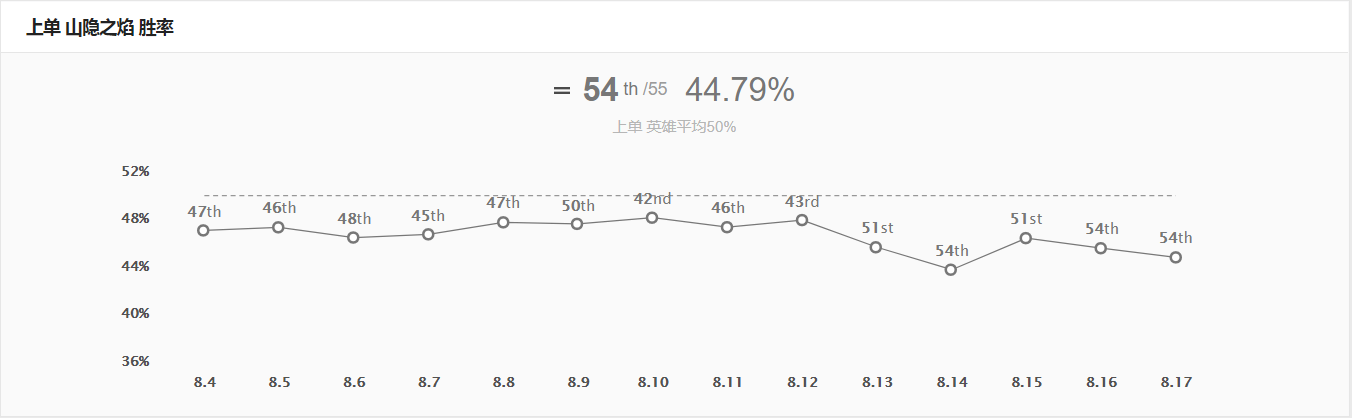 上单 山隐之焰 胜率
= 54 th /55 44.79%
上单 英雄平均50%
52%
48%
44%
40%
36%
47th 46th 48th 45th 47th 50th 42nd 46th 43rd 51st 54th 51st 54th 54th
8.4 8.5 8.6 8.7 8.8 8.9 8.10 8.11 8.12 8.13 8.14 8.15 8.16 8.17